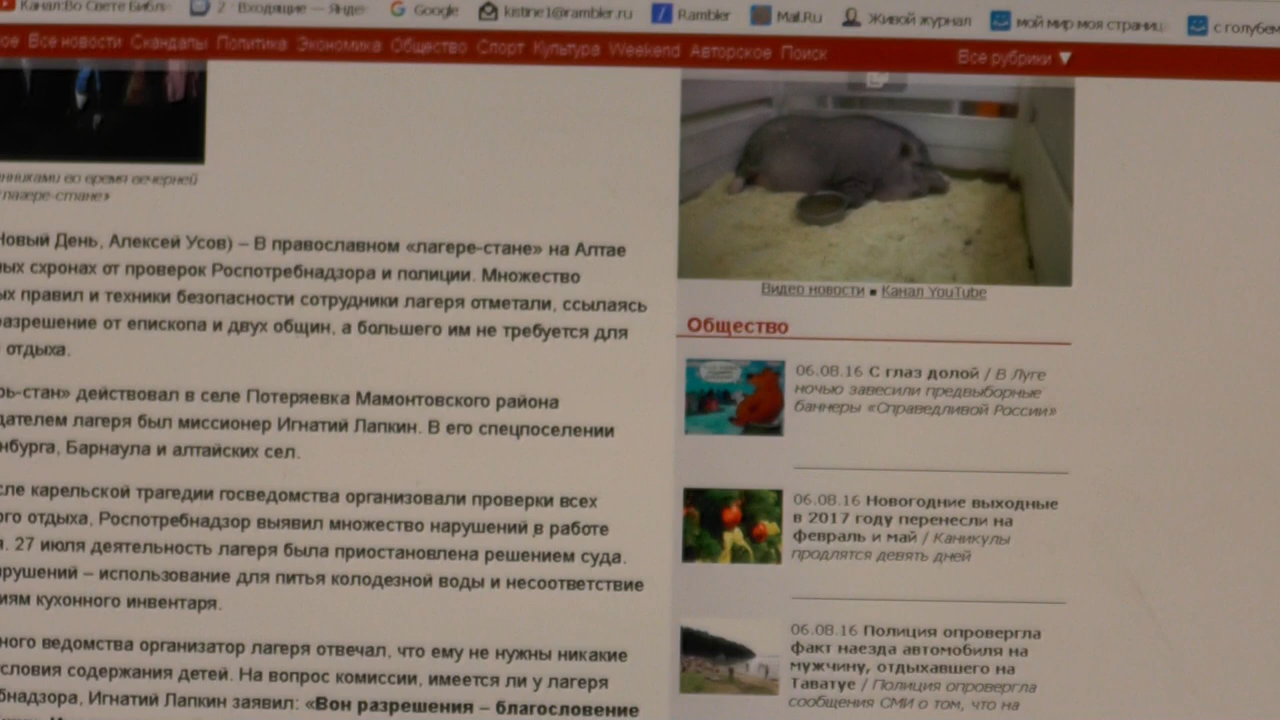 Канал:Во Свете Библ
2 · Входящие — Янде
Google
kistine1@rambler.ru
Rambler
Mail.Ru
Живой журнал
мой мир моя страниц
с голубем
ое Все новости Скандалы Политика Экономика Общество Спорт Культура Weekend Авторское Поиск
Все рубрики ▼
нниками во время вечерней
«лагере-стане»
Новый День, Алексей Усов) – В православном «лагере-стане» на Алтае
ных схронах от проверок Роспотребнадзора и полиции. Множество
ых правил и техники безопасности сотрудники лагеря отметали, ссылаясь
разрешение от епископа и двух общин, а большего им не требуется для
отдыха.
рь-стан» действовал в селе Потеряевка Мамонтовского района
дателем лагеря был миссионер Игнатий Лапкин. В его спецпоселении
нбурга, Барнаула и алтайских сел.
сле карельской трагедии госведомства организовали проверки всех
ого отдыха, Роспотребнадзор выявил множество нарушений в работе
я. 27 июля деятельность лагеря была приостановлена решением суда.
арушений – использование для питья колодезной воды и несоответствие
иям кухонного инвентаря.
ного ведомства организатор лагеря отвечал, что ему не нужны никакие
словия содержания детей. На вопрос комиссии, имеется ли у лагеря
бнадзора, Игнатий Лапкин заявил: «Вон разрешения – благословение
Видео новости ■ Канал YouTube
Общество
06.08.16 С глаз долой / В Луге
ночью завесили предвыборные
баннеры «Справедливой России»
06.08.16 Новогодние выходные
в 2017 году перенесли на
февраль и май / Каникулы
продлятся девять дней
06.08.16 Полиция опровергла
факт наезда автомобиля на
мужчину, отдыхавшего на
Таватуе / Полиция опровергла
сообщения СМИ о том, что на